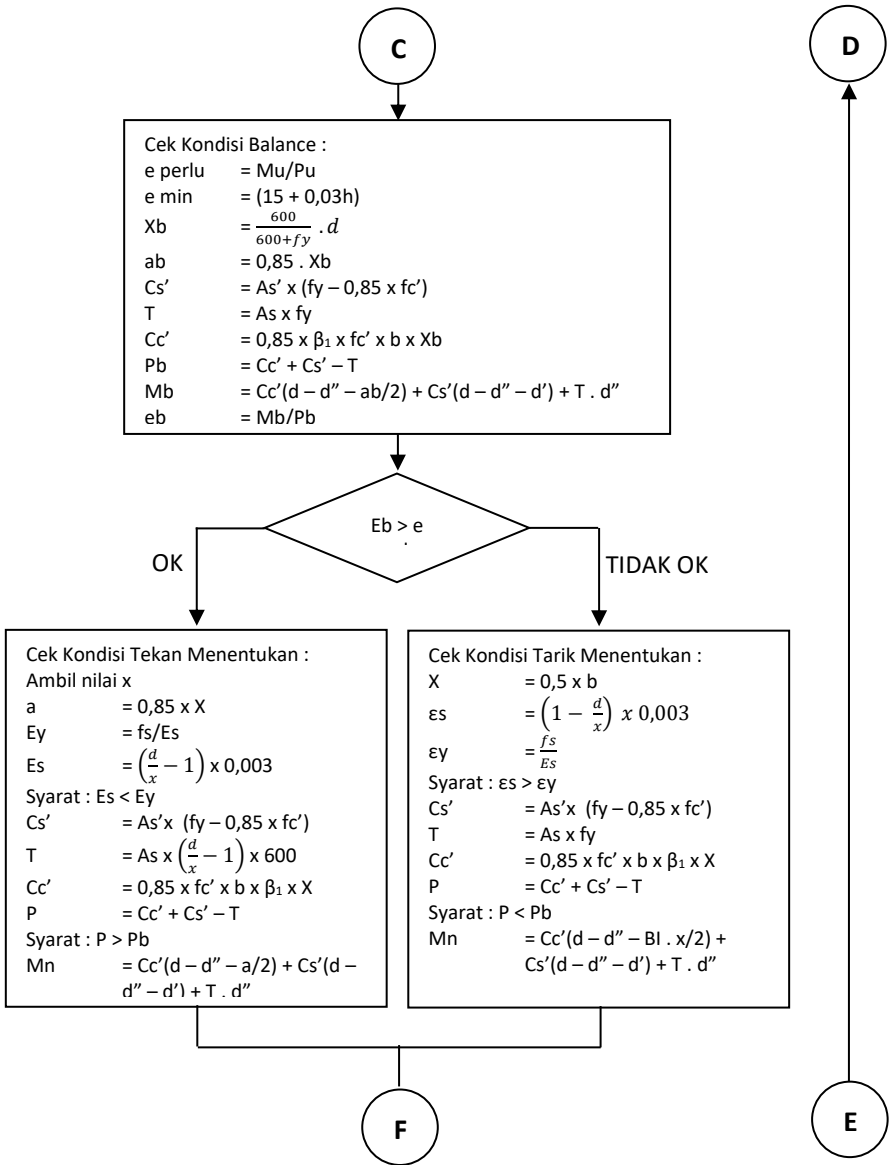 C
D
Cek Kondisi Balance :
e perlu = Mu/Pu
e min = (15 + 0,03h)
Xb = 600/(600+fy) . d
ab = 0,85 . Xb
Cs’ = As’ x (fy – 0,85 x fc’)
T = As x fy
Cc’ = 0,85 x β₁ x fc’ x b x Xb
Pb = Cc’ + Cs’ – T
Mb = Cc’(d – d” – ab/2) + Cs’(d – d” – d’) + T . d”
eb = Mb/Pb
Eb > e
.
OK
TIDAK OK
Cek Kondisi Tekan Menentukan :
Ambil nilai x
a = 0,85 x X
Ey = fs/Es
Es = (d/x − 1) x 0,003
Syarat : Es < Ey
Cs’ = As’x (fy – 0,85 x fc’)
T = As x (d/x − 1) x 600
Cc’ = 0,85 x fc’ x b x β₁ x X
P = Cc’ + Cs’ – T
Syarat : P > Pb
Mn = Cc’(d – d” – a/2) + Cs’(d –
d” – d’) + T . d”
Cek Kondisi Tarik Menentukan :
X = 0,5 x b
εs = (1 − d/x) x 0,003
εy = fs/Es
Syarat : εs > εy
Cs’ = As’x (fy – 0,85 x fc’)
T = As x fy
Cc’ = 0,85 x fc’ x b x β₁ x X
P = Cc’ + Cs’ – T
Syarat : P < Pb
Mn = Cc’(d – d” – BI . x/2) +
Cs’(d – d” – d’) + T . d”
F
E